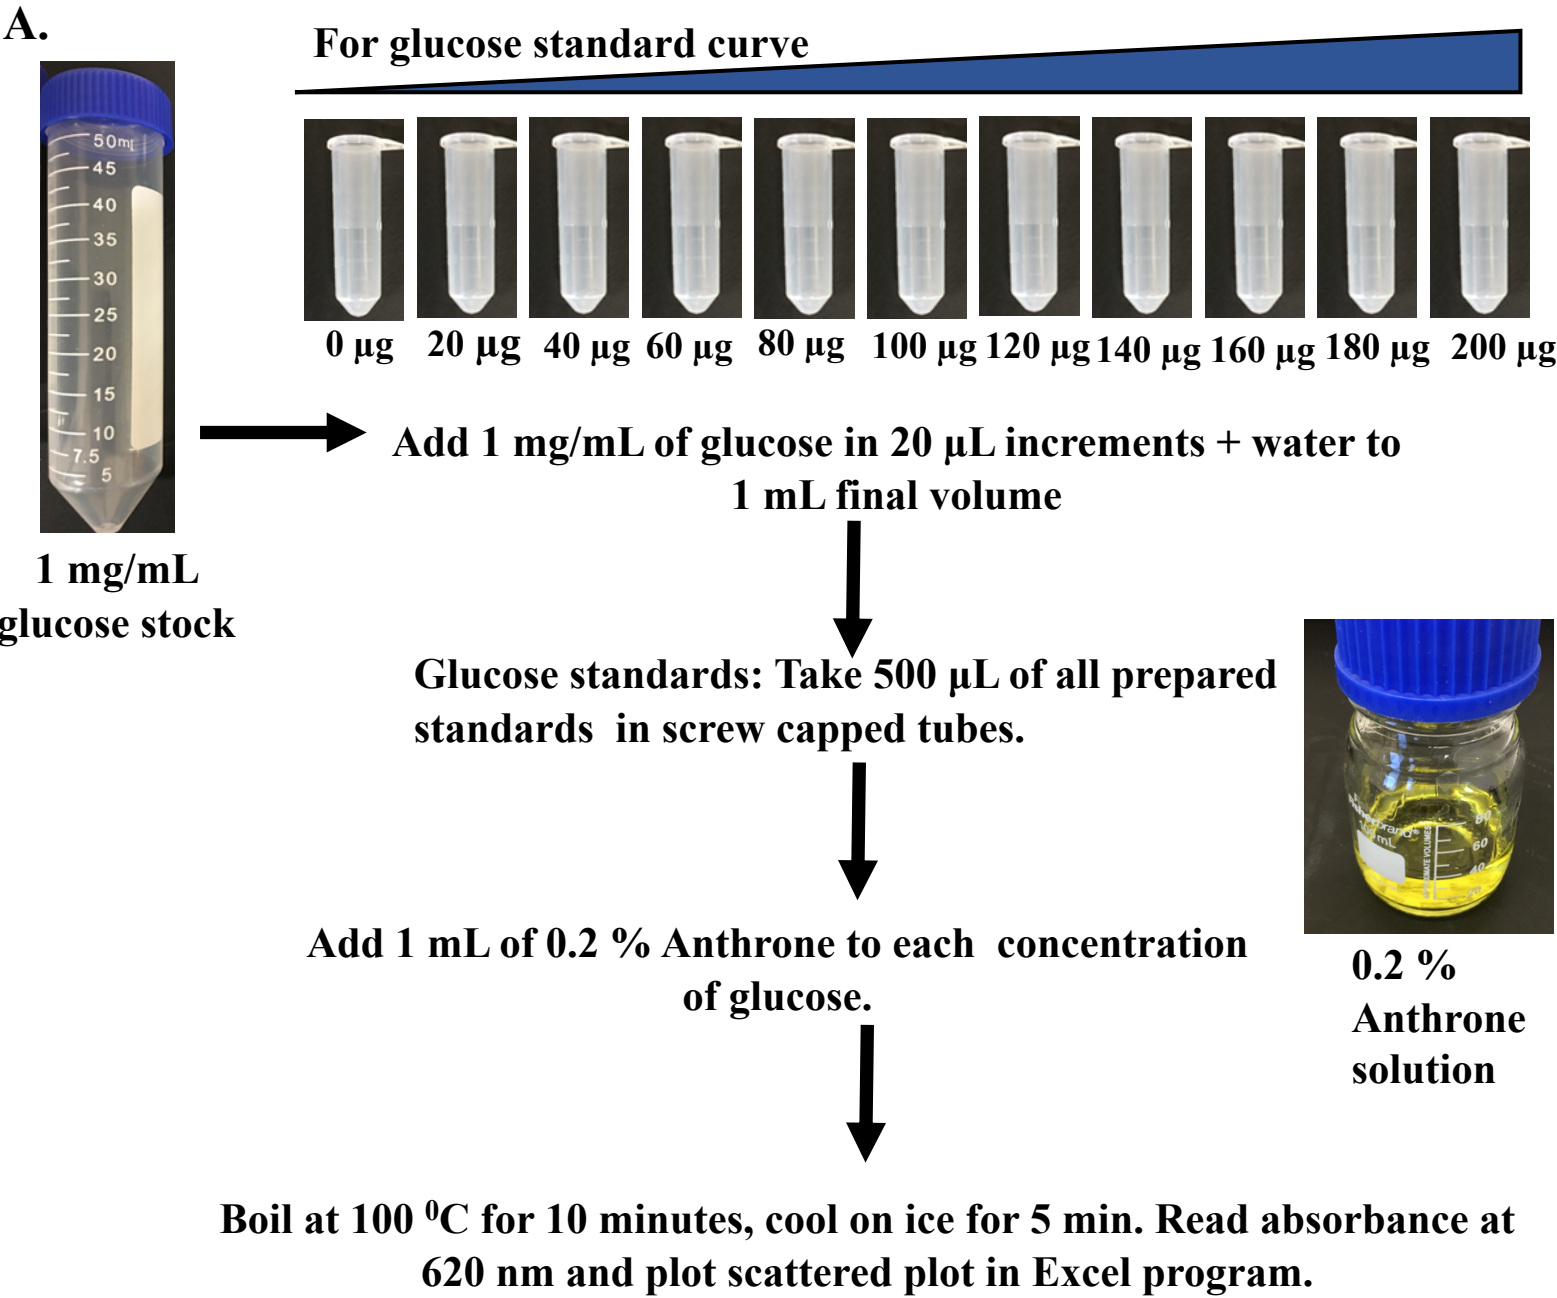 A.
For glucose standard curve
50ml
45
40
35
30
25
20
15
10
7.5
5
0 µg
20 µg
40 µg
60 µg
80 µg
100 µg
120 µg
140 µg
160 µg
180 µg
200 µg
Add 1 mg/mL of glucose in 20 µL increments + water to
1 mL final volume
1 mg/mL
glucose stock
Glucose standards: Take 500 µL of all prepared
standards in screw capped tubes.
80
60
40
20
Add 1 mL of 0.2 % Anthrone to each concentration
of glucose.
0.2 %
Anthrone
solution
Boil at 100 ⁰C for 10 minutes, cool on ice for 5 min. Read absorbance at
620 nm and plot scattered plot in Excel program.